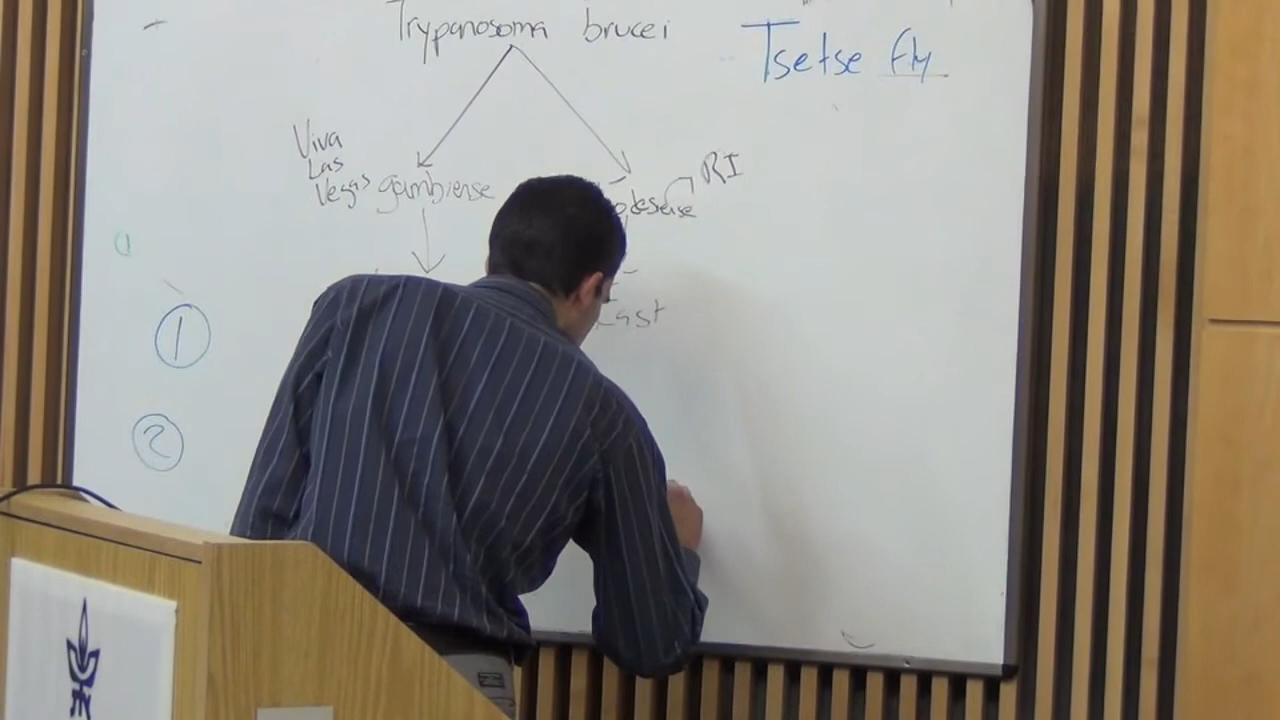 Trypanosoma brucei
Tsetse fly
Viva
Las
Vegas gambiense
RI
East
1
2